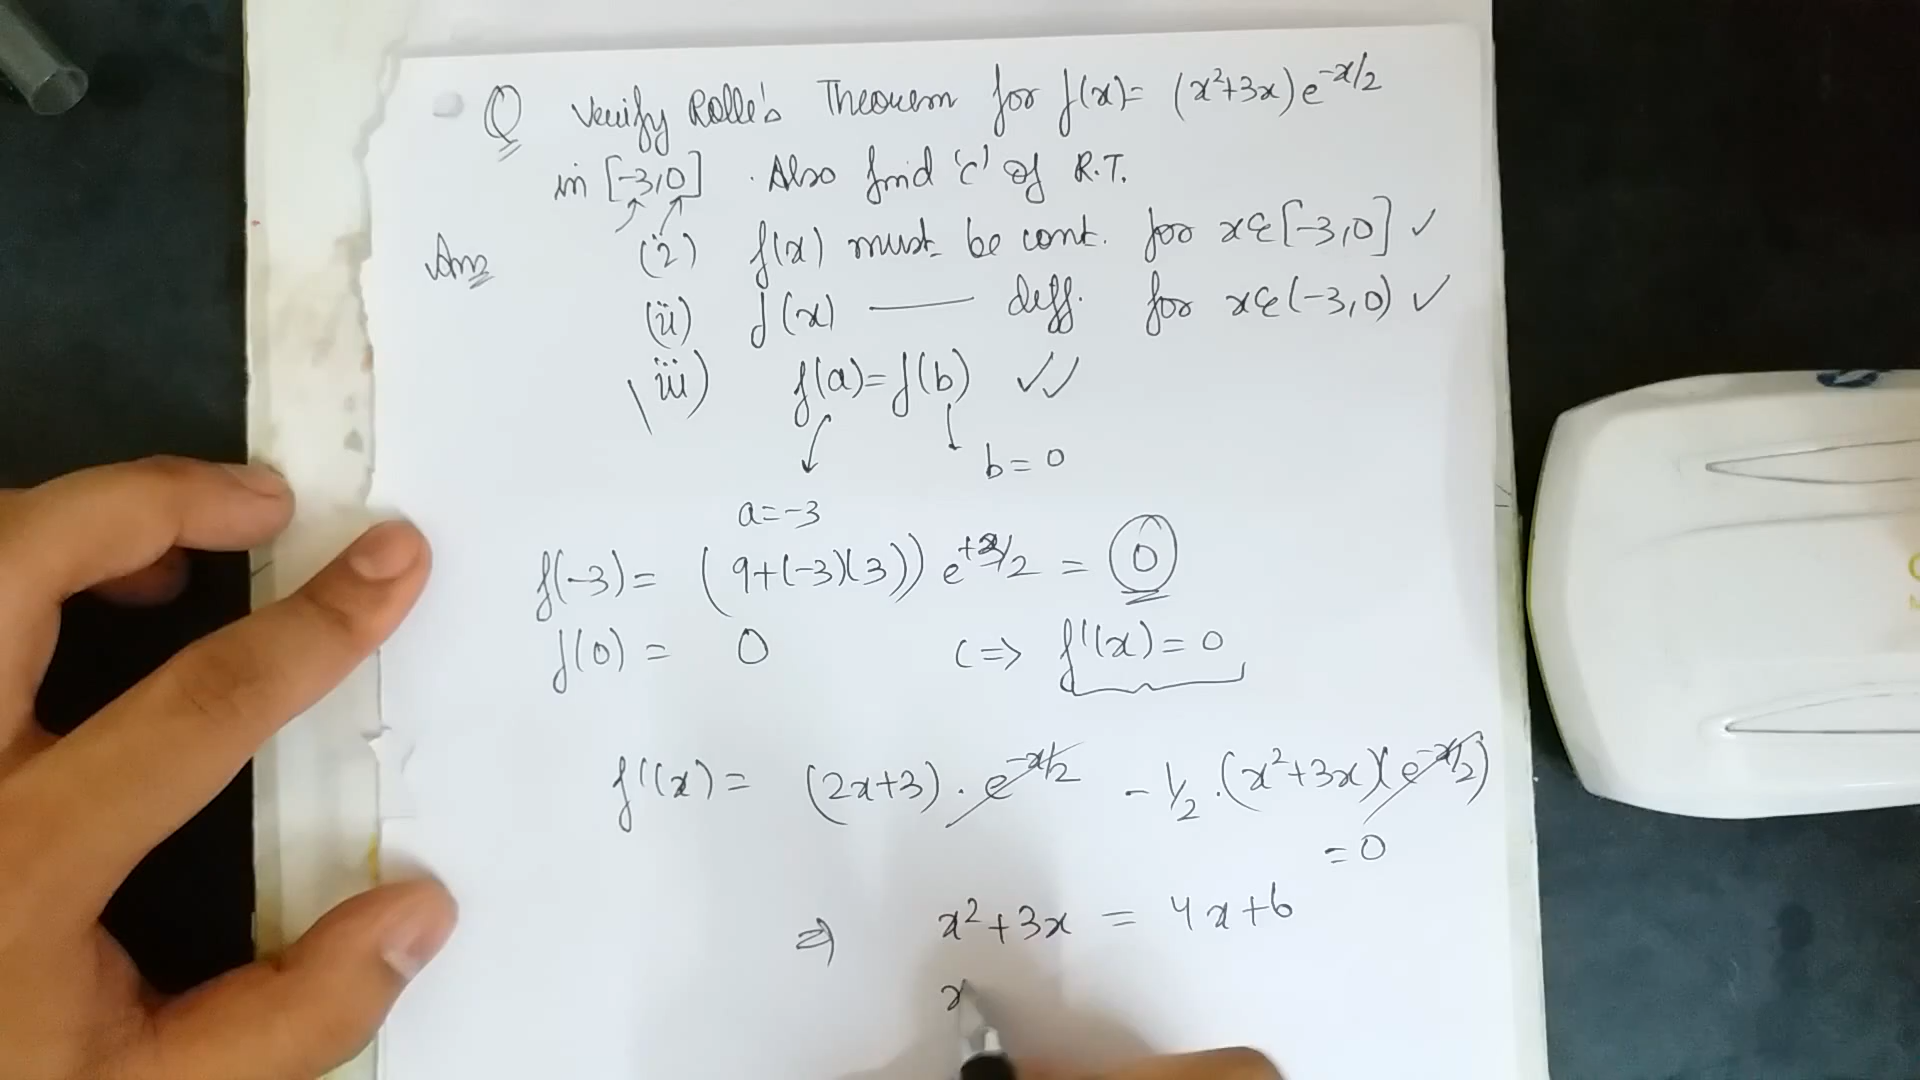 Q Verify Rolle's Theorem for f(x)= (x²+3x)e^-x/2
in [-3,0] . Also find 'c' of R.T.
Ans (i) f(x) must be cont. for x∈[-3,0] ✓
(ii) f(x) —— diff. for x∈(-3,0) ✓
iii) f(a)=f(b) ✓✓
b=0
a=-3
f(-3)= (9+(-3)(3)) e^+3/2 = 0
f(0) = 0 c⇒ f'(x)=0
f'(x)= (2x+3) . e^-x/2 - 1/2 . (x²+3x)(e^-x/2)
=0
⇒ x²+3x = 4x+6
x